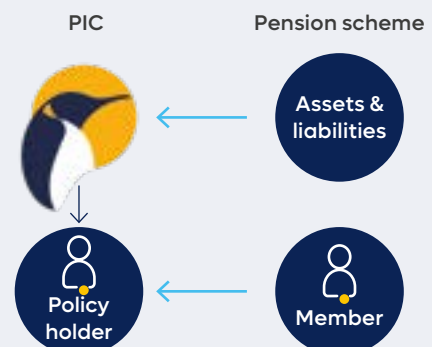 PIC
Pension scheme
Assets &
liabilities
Policy
holder
Member